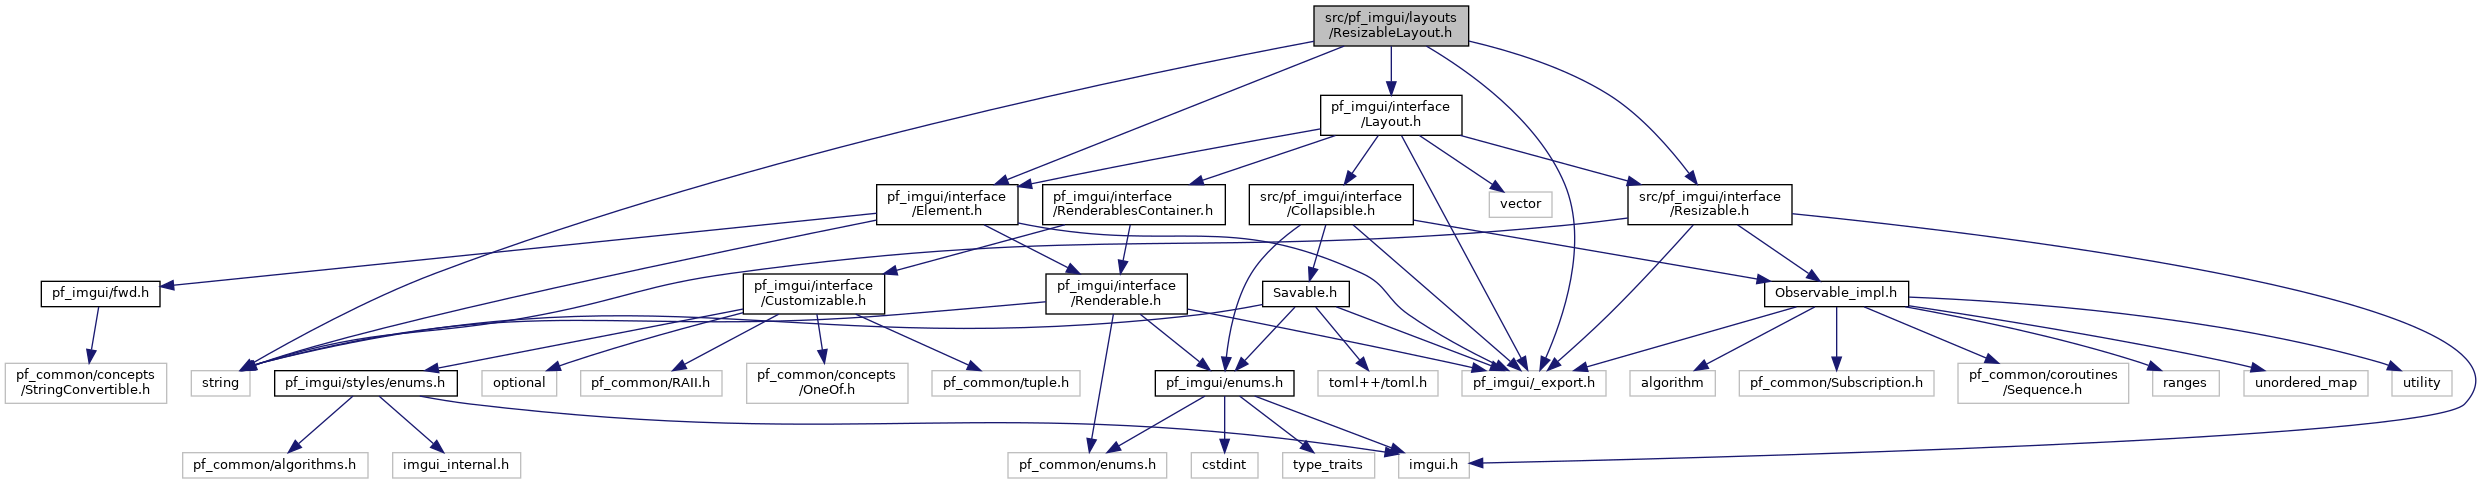 src/pf_imgui/layouts
/ResizableLayout.h
pf_imgui/interface
/Layout.h
pf_imgui/interface
/Element.h
pf_imgui/interface
/RenderablesContainer.h
src/pf_imgui/interface
/Collapsible.h
vector
src/pf_imgui/interface
/Resizable.h
pf_imgui/fwd.h
pf_imgui/interface
/Customizable.h
pf_imgui/interface
/Renderable.h
Savable.h
Observable_impl.h
pf_common/concepts
/StringConvertible.h
string
pf_imgui/styles/enums.h
optional
pf_common/RAII.h
pf_common/concepts
/OneOf.h
pf_common/tuple.h
pf_imgui/enums.h
toml++/toml.h
pf_imgui/_export.h
algorithm
pf_common/Subscription.h
pf_common/coroutines
/Sequence.h
ranges
unordered_map
utility
pf_common/algorithms.h
imgui_internal.h
pf_common/enums.h
cstdint
type_traits
imgui.h